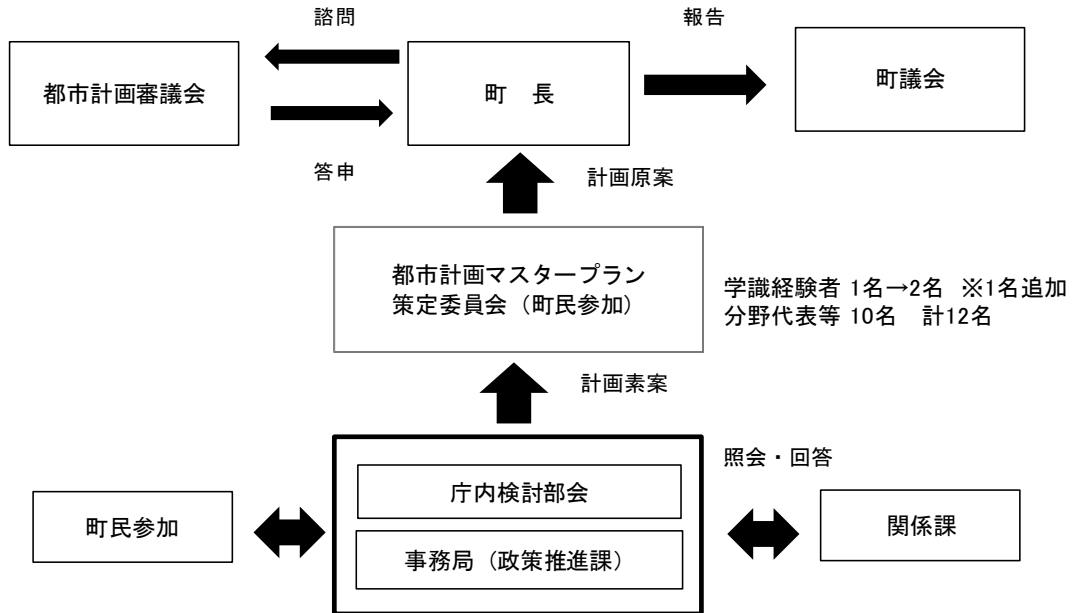 諮問
報告
都市計画審議会
町　長
町議会
答申
計画原案
都市計画マスタープラン
策定委員会（町民参加）
学識経験者 1名→2名 ※1名追加
分野代表等 10名　計12名
計画素案
照会・回答
庁内検討部会
町民参加
関係課
事務局（政策推進課）